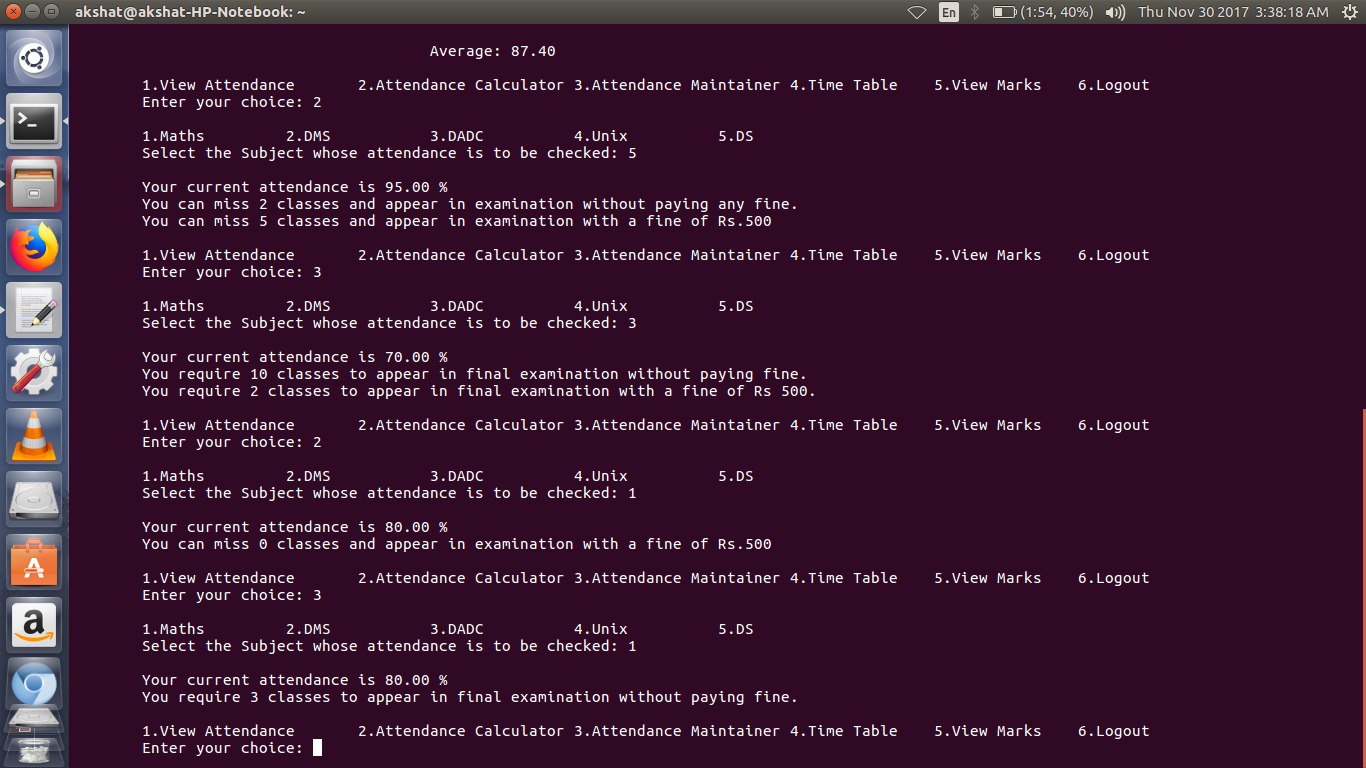 akshat@akshat-HP-Notebook: ~
En
(1:54, 40%)
Thu Nov 30 2017 3:38:18 AM
Average: 87.40
1.View Attendance 2.Attendance Calculator 3.Attendance Maintainer 4.Time Table 5.View Marks 6.Logout
Enter your choice: 2
1.Maths 2.DMS 3.DADC 4.Unix 5.DS
Select the Subject whose attendance is to be checked: 5
Your current attendance is 95.00 %
You can miss 2 classes and appear in examination without paying any fine.
You can miss 5 classes and appear in examination with a fine of Rs.500
1.View Attendance 2.Attendance Calculator 3.Attendance Maintainer 4.Time Table 5.View Marks 6.Logout
Enter your choice: 3
1.Maths 2.DMS 3.DADC 4.Unix 5.DS
Select the Subject whose attendance is to be checked: 3
Your current attendance is 70.00 %
You require 10 classes to appear in final examination without paying fine.
You require 2 classes to appear in final examination with a fine of Rs 500.
1.View Attendance 2.Attendance Calculator 3.Attendance Maintainer 4.Time Table 5.View Marks 6.Logout
Enter your choice: 2
1.Maths 2.DMS 3.DADC 4.Unix 5.DS
Select the Subject whose attendance is to be checked: 1
Your current attendance is 80.00 %
You can miss 0 classes and appear in examination with a fine of Rs.500
1.View Attendance 2.Attendance Calculator 3.Attendance Maintainer 4.Time Table 5.View Marks 6.Logout
Enter your choice: 3
1.Maths 2.DMS 3.DADC 4.Unix 5.DS
Select the Subject whose attendance is to be checked: 1
Your current attendance is 80.00 %
You require 3 classes to appear in final examination without paying fine.
1.View Attendance 2.Attendance Calculator 3.Attendance Maintainer 4.Time Table 5.View Marks 6.Logout
Enter your choice: